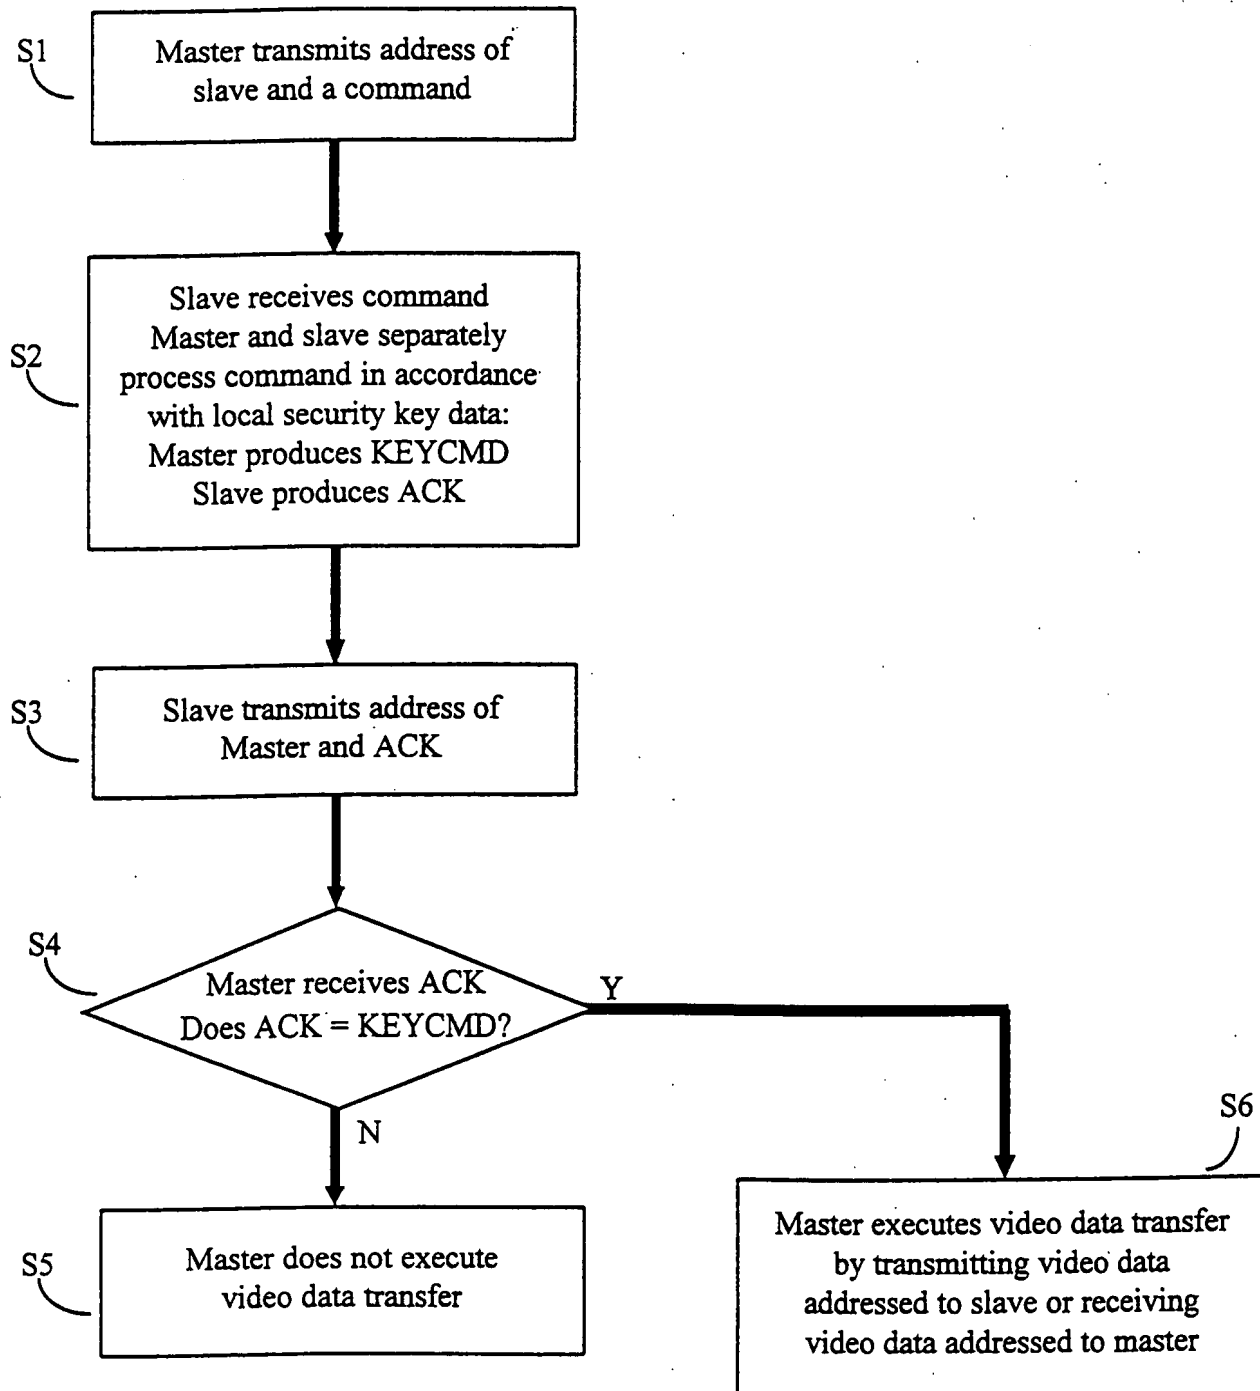 S1
Master transmits address of
slave and a command
S2
Slave receives command
Master and slave separately
process command in accordance
with local security key data:
Master produces KEYCMD
Slave produces ACK
S3
Slave transmits address of
Master and ACK
S4
Master receives ACK
Does ACK = KEYCMD?
Y
N
S5
Master does not execute
video data transfer
S6
Master executes video data transfer
by transmitting video data
addressed to slave or receiving
video data addressed to master